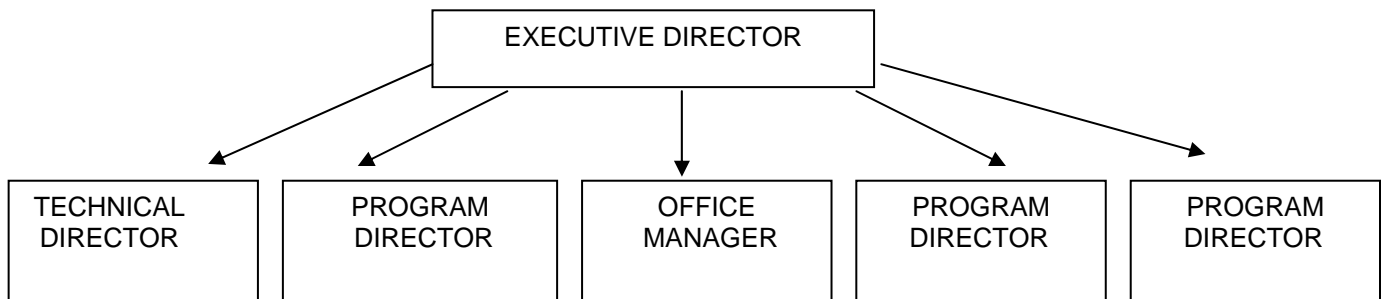 EXECUTIVE DIRECTOR
TECHNICAL
DIRECTOR
PROGRAM
DIRECTOR
OFFICE
MANAGER
PROGRAM
DIRECTOR
PROGRAM
DIRECTOR